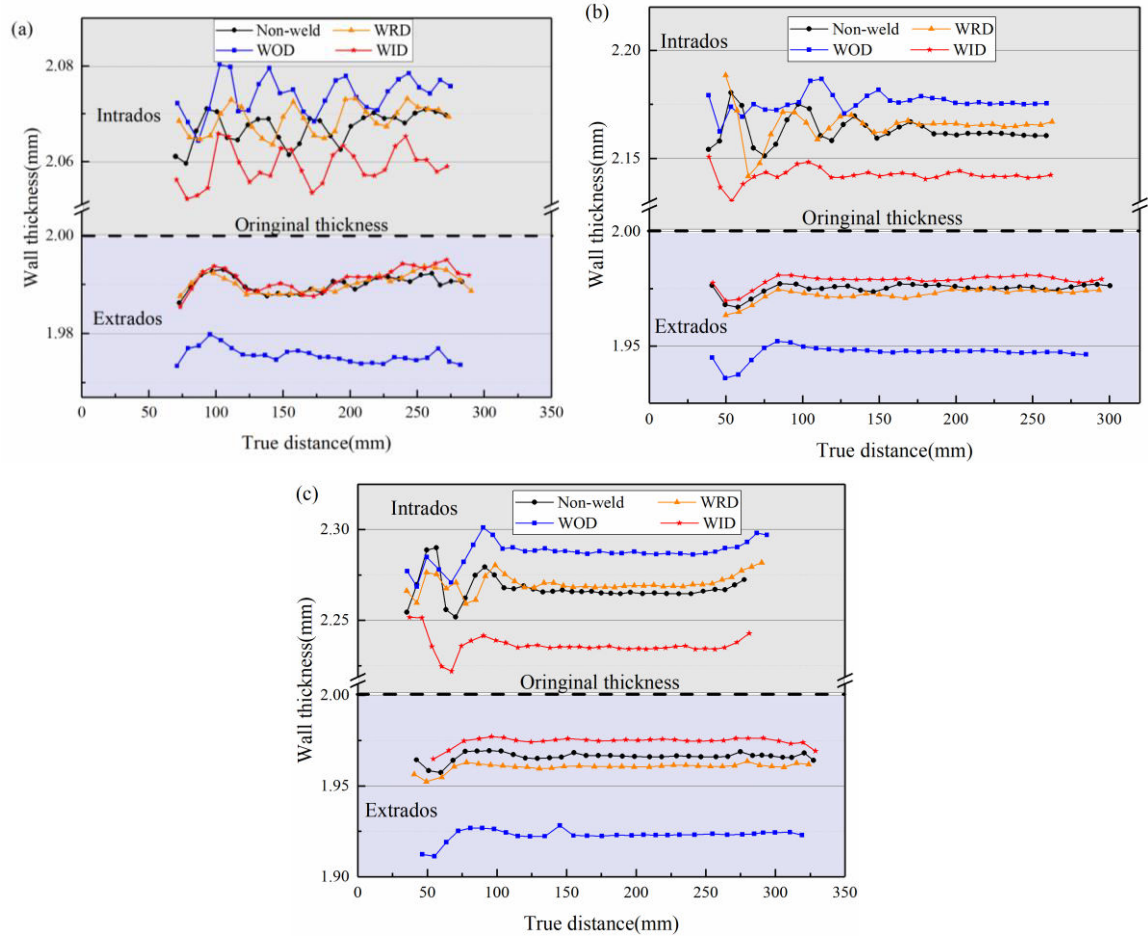 (a)
Non-weld WRD
WOD WID
2.08
Intrados
2.06
Oringinal thickness
2.00
Extrados
1.98
Wall thickness(mm)
0 50 100 150 200 250 300 350
True distance(mm)
(b)
Non-weld WRD
WOD WID
2.20
Intrados
2.15
Oringinal thickness
2.00
Extrados
1.95
Wall thickness(mm)
0 50 100 150 200 250 300
True distance(mm)
(c)
Non-weld WRD
WOD WID
Intrados
2.30
2.25
Oringinal thickness
2.00
1.95
Extrados
1.90
Wall thickness(mm)
0 50 100 150 200 250 300 350
True distance(mm)